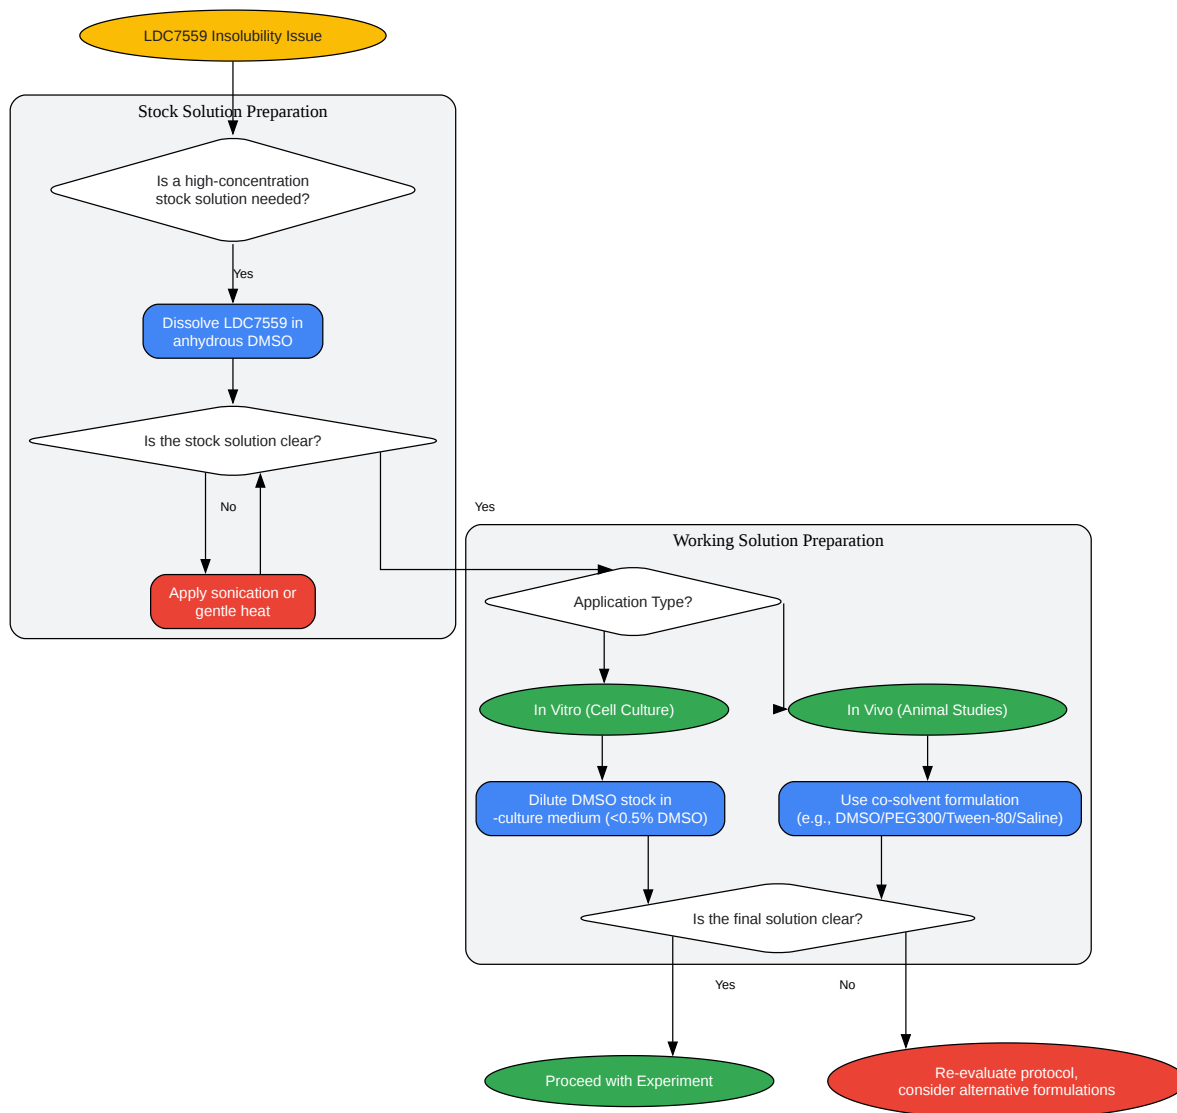 LDC7559 Insolubility Issue
Stock Solution Preparation
Is a high-concentration
stock solution needed?
Yes
Dissolve LDC7559 in
anhydrous DMSO
Is the stock solution clear?
No
Yes
Apply sonication or
gentle heat
Working Solution Preparation
Application Type?
In Vitro (Cell Culture)
In Vivo (Animal Studies)
Dilute DMSO stock in
-culture medium (<0.5% DMSO)
Use co-solvent formulation
(e.g., DMSO/PEG300/Tween-80/Saline)
Is the final solution clear?
Yes
No
Proceed with Experiment
Re-evaluate protocol,
consider alternative formulations